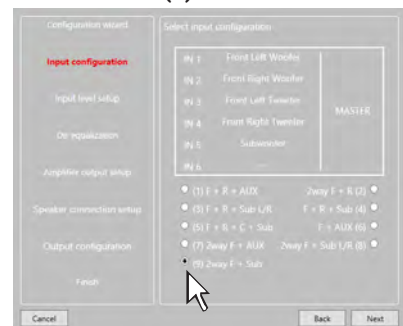 Configuration wizard
Input configuration
Input level setup
De-equalization
Amplifier output setup
Speaker connection setup
Output configuration
Finish
Select input configuration
IN 1 Front Left Woofer
IN 2 Front Right Woofer
IN 3 Front Left Tweeter
IN 4 Front Right Tweeter
IN 5 Subwoofer
IN 6 ---
MASTER
(1) F + R + AUX 2way F + R (2)
(3) F + R + Sub L/R F + R + Sub (4)
(5) F + R + C + Sub F + AUX (6)
(7) 2way F + AUX 2way F + Sub L/R (8)
(9) 2way F + Sub
Cancel Back Next